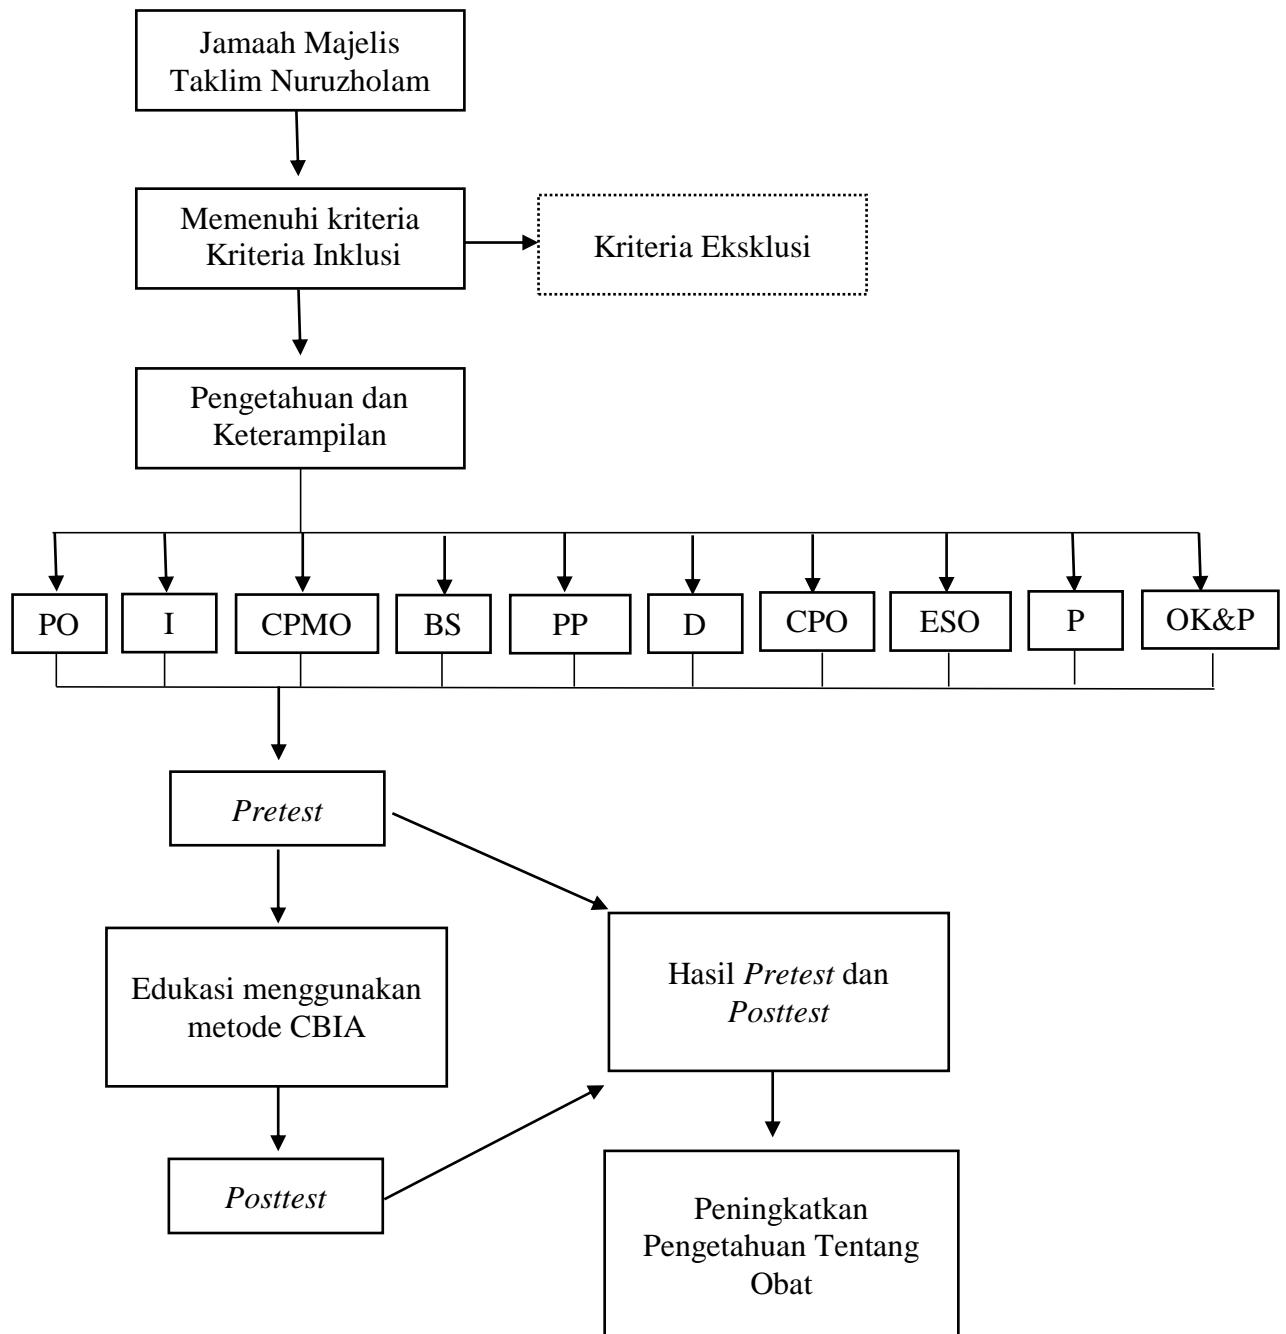 Jamaah Majelis
Taklim Nuruzholam
Memenuhi kriteria
Kriteria Inklusi
Kriteria Eksklusi
Pengetahuan dan
Keterampilan
PO
I
CPMO
BS
PP
D
CPO
ESO
P
OK&P
Pretest
Edukasi menggunakan
metode CBIA
Hasil Pretest dan
Posttest
Posttest
Peningkatkan
Pengetahuan Tentang
Obat